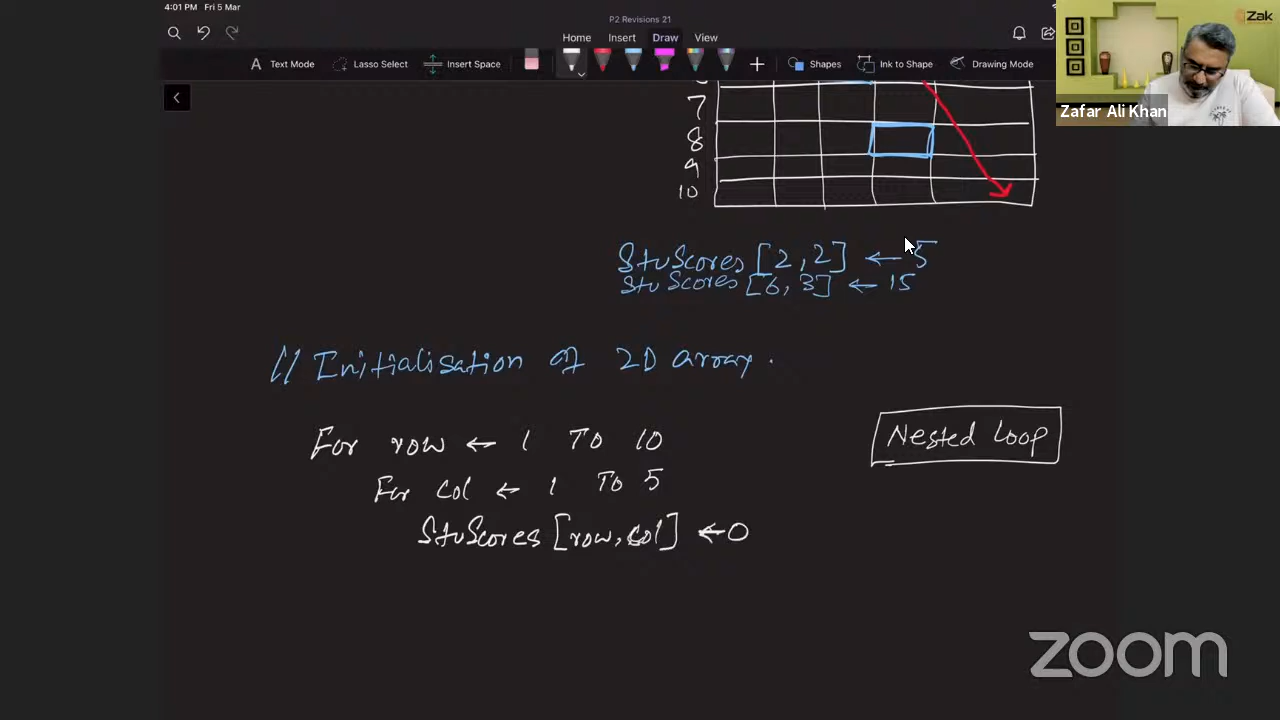 4:01 PM Fri 5 Mar
P2 Revisions 21
Home Insert Draw View
Text Mode Lasso Select Insert Space Shapes Ink to Shape Drawing Mode
Zak
Zafar Ali Khan
7
8
9
10
StuScores [2,2] ← 5
StuScores [6,3] ← 15
// Initialisation of 2D array.
For row ← 1 To 10
Nested Loop
For col ← 1 To 5
StuScores [row, col] ← 0
zoom